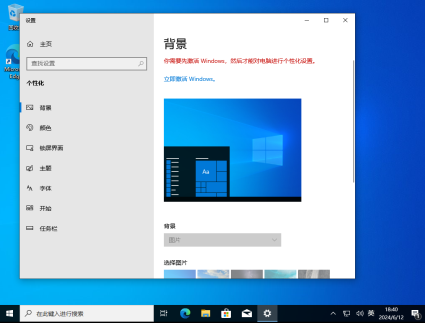 设置
主页
查找设置
个性化
背景
颜色
锁屏界面
主题
字体
开始
任务栏
背景
你需要先激活 Windows，然后才能对电脑进行个性化设置。
立即激活 Windows。
Aa
背景
图片
选择图片
在此键入进行搜索
英
18:40
2024/6/12